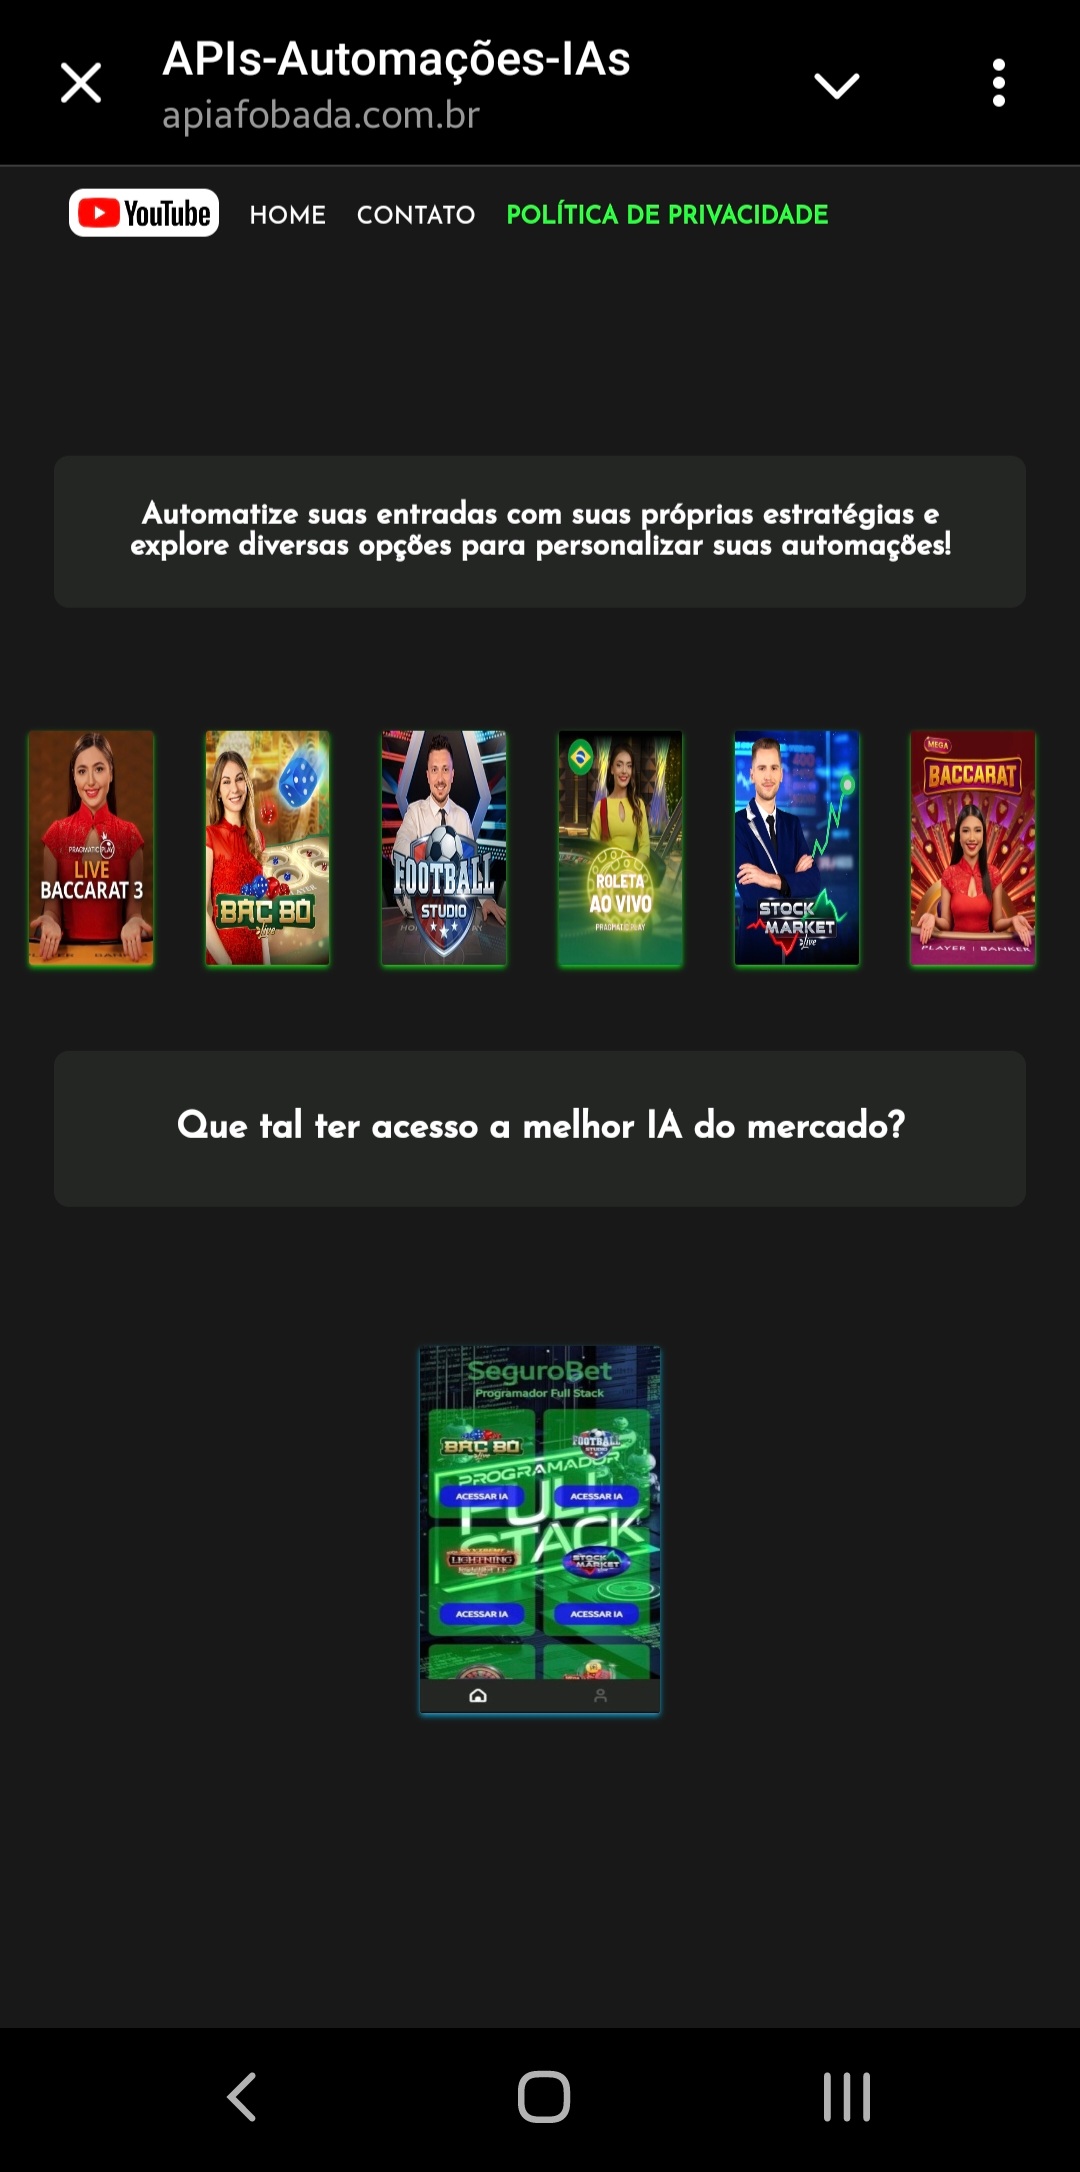 APIs-Automações-IAs
apiafobada.com.br
YouTube HOME CONTATO POLÍTICA DE PRIVACIDADE
Automatize suas entradas com suas próprias estratégias e
explore diversas opções para personalizar suas automações!
PRAGMATIC PLAY
LIVE
BACCARAT 3
BAC BO
Live
FOOTBALL
STUDIO
ROLETA
AO VIVO
PRAGMATIC PLAY
STOCK
MARKET
Live
MEGA
BACCARAT
PLAYER | BANKER
Que tal ter acesso a melhor IA do mercado?
SeguroBet
Programador Full Stack
BAC BO
FOOTBALL
STUDIO
PROGRAMADOR
FULL
STACK
ACESSAR IA ACESSAR IA
LIGHTNING
STOCK
MARKET
ACESSAR IA ACESSAR IA